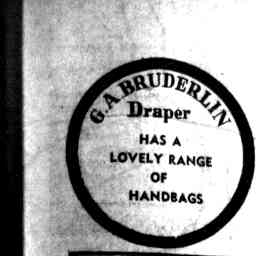 G. A. BRUDERLIN
Draper
HAS A
LOVELY RANGE
OF
HANDBAGS